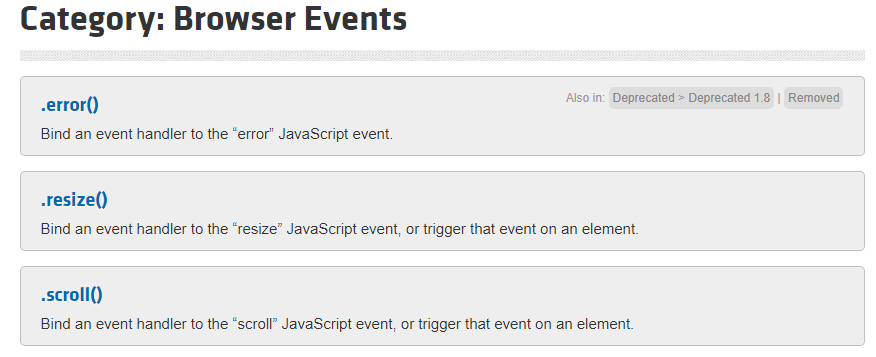 Category: Browser Events
.error()
Also in: Deprecated > Deprecated 1.8 | Removed
Bind an event handler to the “error” JavaScript event.
.resize()
Bind an event handler to the “resize” JavaScript event, or trigger that event on an element.
.scroll()
Bind an event handler to the “scroll” JavaScript event, or trigger that event on an element.